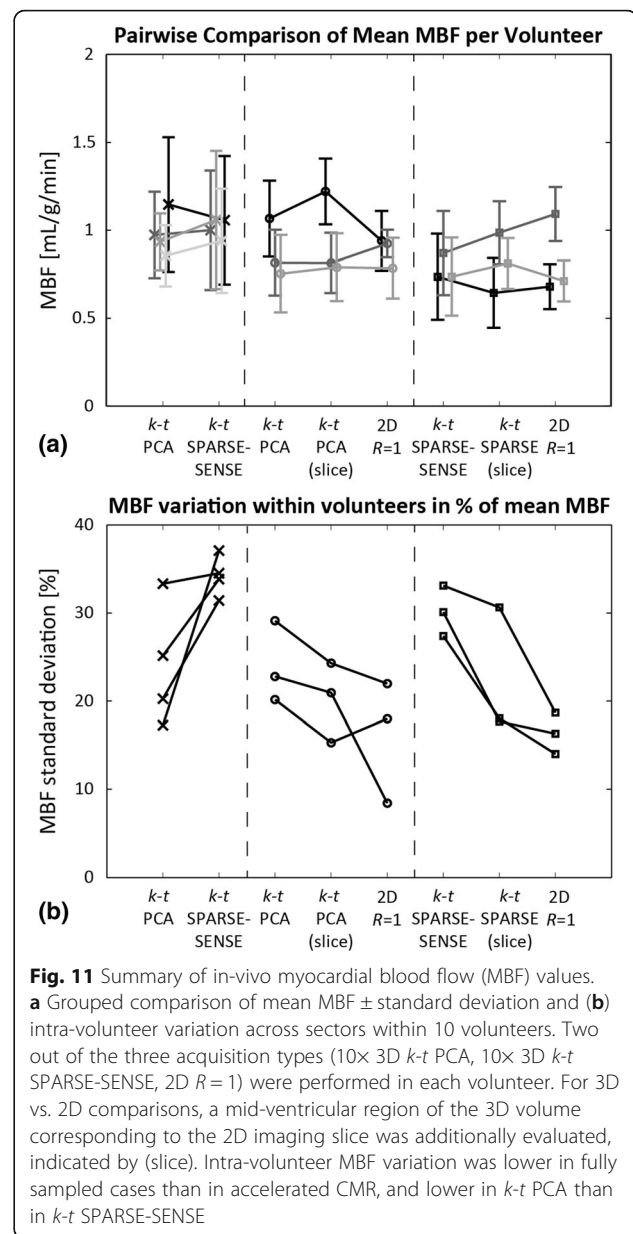 Pairwise Comparison of Mean MBF per Volunteer
2
1.5
1
0.5
0
MBF [mL/g/min]
(a)
k-t k-t k-t k-t 2D k-t k-t 2D
PCA SPARSE- PCA PCA R=1 SPARSE- SPARSE R=1
SENSE (slice) SENSE (slice)
MBF variation within volunteers in % of mean MBF
40
30
20
10
0
MBF standard deviation [%]
(b)
k-t k-t k-t k-t 2D k-t k-t 2D
PCA SPARSE- PCA PCA R=1 SPARSE- SPARSE R=1
SENSE (slice) SENSE (slice)
Fig. 11 Summary of in-vivo myocardial blood flow (MBF) values.
a Grouped comparison of mean MBF ± standard deviation and (b)
intra-volunteer variation across sectors within 10 volunteers. Two
out of the three acquisition types (10× 3D k-t PCA, 10× 3D k-t
SPARSE-SENSE, 2D R = 1) were performed in each volunteer. For 3D
vs. 2D comparisons, a mid-ventricular region of the 3D volume
corresponding to the 2D imaging slice was additionally evaluated,
indicated by (slice). Intra-volunteer MBF variation was lower in fully
sampled cases than in accelerated CMR, and lower in k-t PCA than
in k-t SPARSE-SENSE